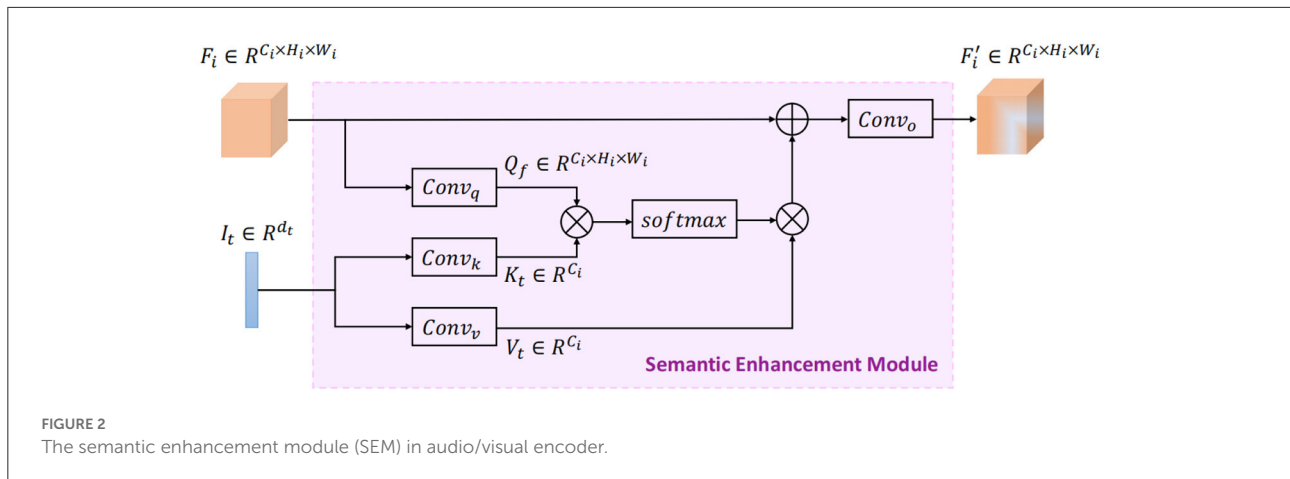 F_i ∈ R^{C_i×H_i×W_i}
F_i' ∈ R^{C_i×H_i×W_i}
Conv_o
Q_f ∈ R^{C_i×H_i×W_i}
Conv_q
softmax
I_t ∈ R^{d_t}
Conv_k
K_t ∈ R^{C_i}
Conv_v
V_t ∈ R^{C_i}
Semantic Enhancement Module
FIGURE 2
The semantic enhancement module (SEM) in audio/visual encoder.